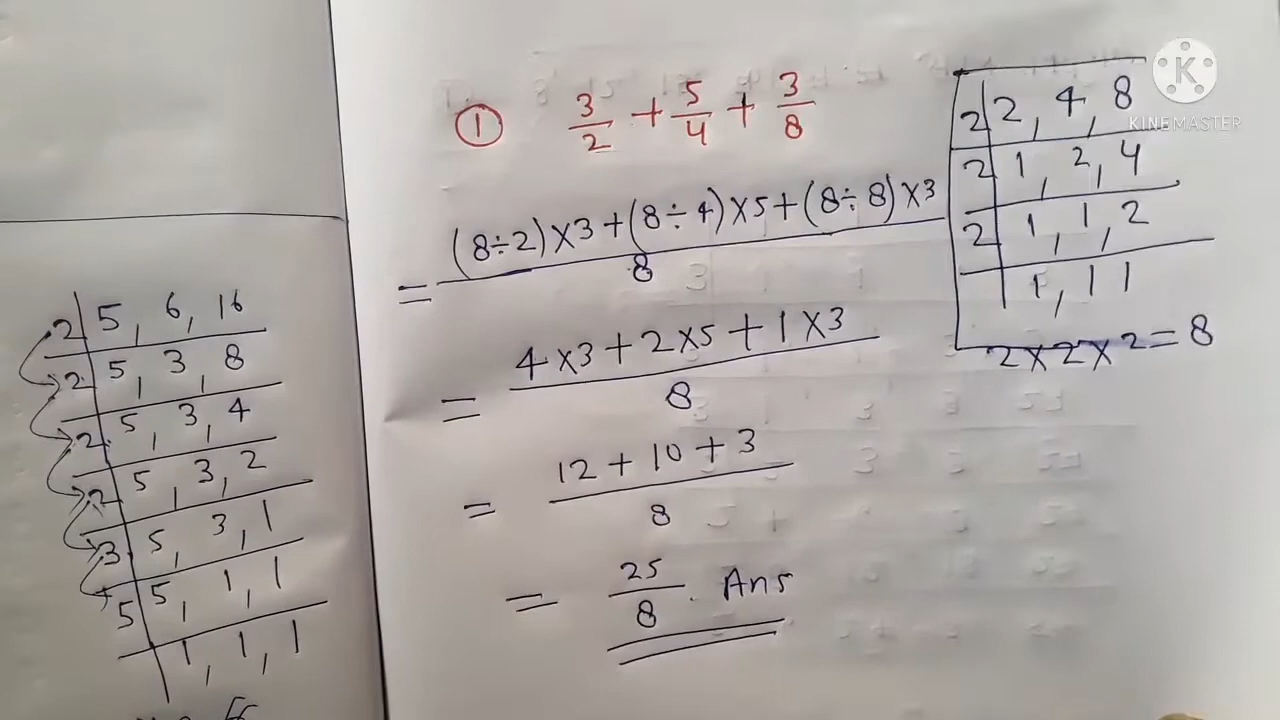 2 | 5, 6, 16
2 | 5, 3, 8
2 | 5, 3, 4
2 | 5, 3, 2
3 | 5, 3, 1
5 | 5, 1, 1
1, 1, 1
① 3/2 + 5/4 + 3/8
= (8÷2)×3+(8÷4)×5+(8÷8)×3 / 8
= 4×3+2×5+1×3 / 8
= 12+10+3 / 8
= 25/8. Ans
2 | 2, 4, 8
2 | 1, 2, 4
2 | 1, 1, 2
1, 1 1
2×2×2=8
K
KINEMASTER